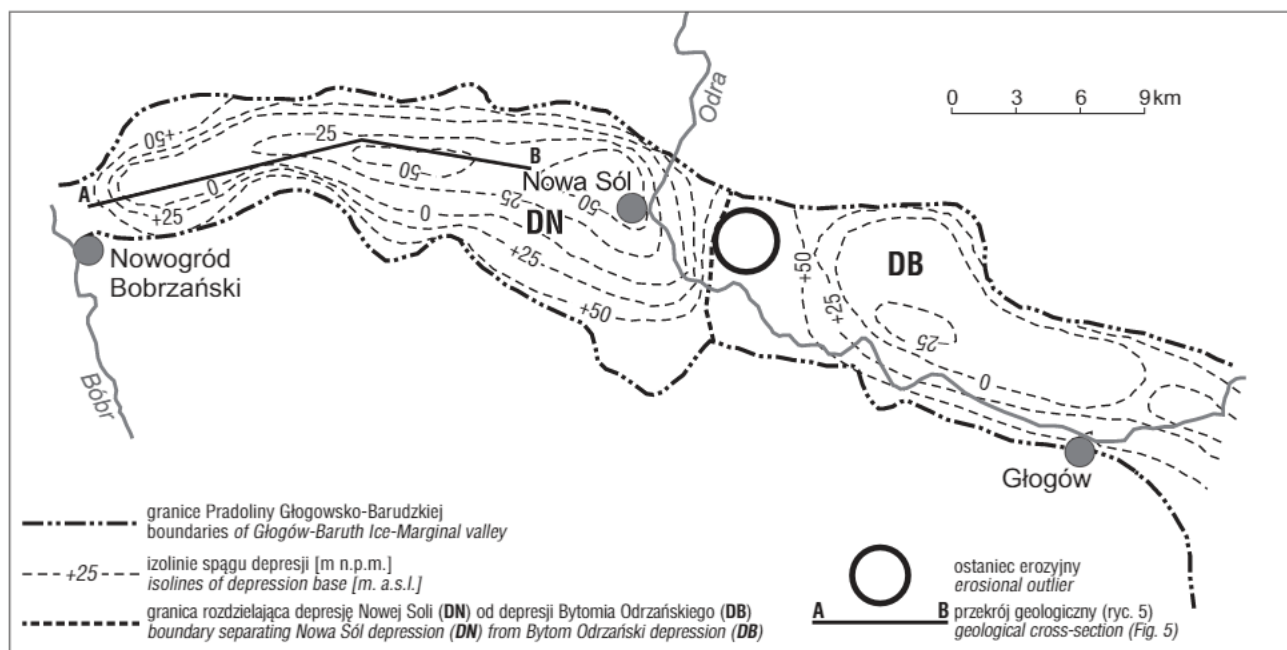 Odra
0 3 6 9 km
+50
-25
B
-50
A
0
Nowa Sól
50
25
+25
DN
0
+50
DB
+25
Nowogród
Bobrzański
+25
-25
+50
0
Bóbr
Głogów
granice Pradoliny Głogowsko-Barudzkiej
boundaries of Głogów-Baruth Ice-Marginal valley
+25
izolinie spągu depresji [m n.p.m.]
isolines of depression base [m. a.s.l.]
ostaniec erozyjny
erosional outlier
granica rozdzielająca depresję Nowej Soli (DN) od depresji Bytomia Odrzańskiego (DB)
boundary separating Nowa Sól depression (DN) from Bytom Odrzański depression (DB)
A B przekrój geologiczny (ryc. 5)
geological cross-section (Fig. 5)